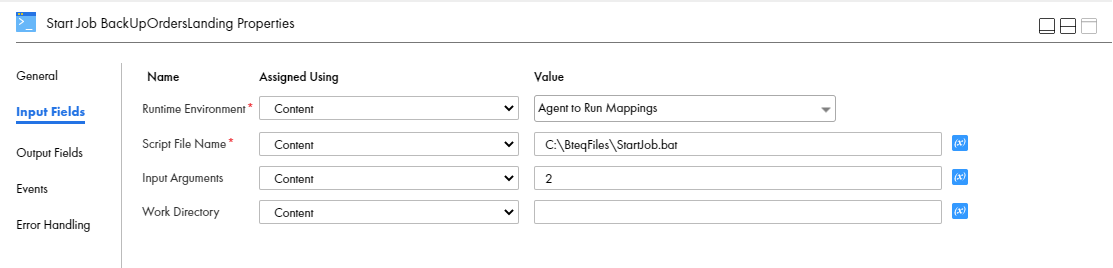 Start Job BackUpOrdersLanding Properties
General
Input Fields
Output Fields
Events
Error Handling
Name Assigned Using Value
Runtime Environment* Content Agent to Run Mappings
Script File Name* Content C:\BteqFiles\StartJob.bat (x)
Input Arguments Content 2 (x)
Work Directory Content (x)